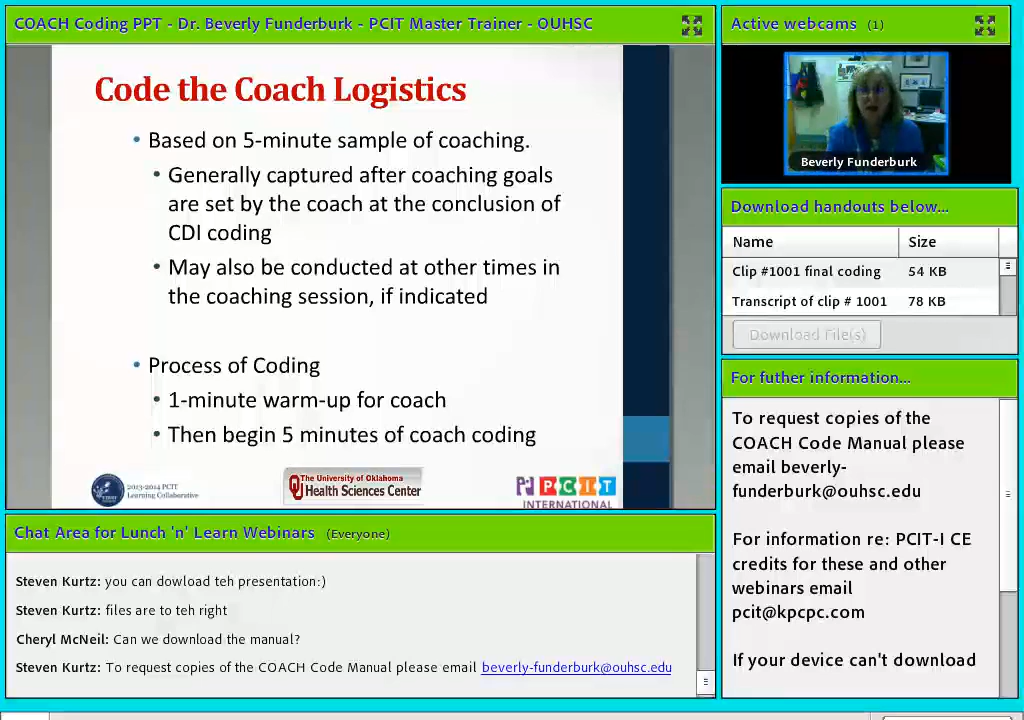 COACH Coding PPT - Dr. Beverly Funderburk - PCIT Master Trainer - OUHSC
Code the Coach Logistics
• Based on 5-minute sample of coaching.
• Generally captured after coaching goals
are set by the coach at the conclusion of
CDI coding
• May also be conducted at other times in
the coaching session, if indicated
• Process of Coding
• 1-minute warm-up for coach
• Then begin 5 minutes of coach coding
2013-2014 PCIT
Learning Collaborative
The University of Oklahoma
Health Sciences Center
PCIT
INTERNATIONAL
Active webcams (1)
Beverly Funderburk
Download handouts below...
Name Size
Clip #1001 final coding 54 KB
Transcript of clip # 1001 78 KB
Download File(s)
For futher information...
To request copies of the
COACH Code Manual please
email beverly-
funderburk@ouhsc.edu
For information re: PCIT-I CE
credits for these and other
webinars email
pcit@kpcpc.com
If your device can't download
Chat Area for Lunch 'n' Learn Webinars (Everyone)
Steven Kurtz: you can dowload teh presentation:)
Steven Kurtz: files are to teh right
Cheryl McNeil: Can we download the manual?
Steven Kurtz: To request copies of the COACH Code Manual please email beverly-funderburk@ouhsc.edu